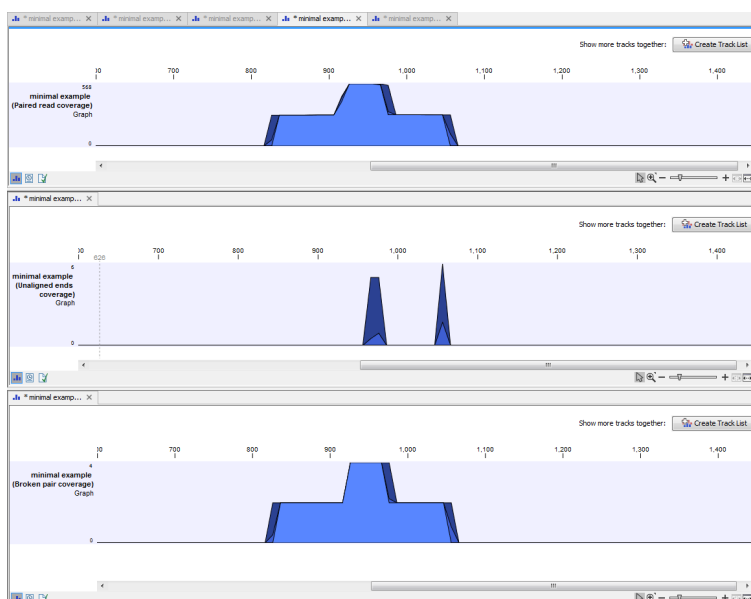 * minimal examp... * minimal examp... * minimal examp... * minimal examp... * minimal examp...
Show more tracks together: Create Track List
700 800 900 1,000 1,100 1,200 1,300 1,400
568
minimal example
(Paired read coverage)
Graph
0
* minimal examp...
Show more tracks together: Create Track List
700 800 900 1,000 1,100 1,200 1,300 1,400
626
6
minimal example
(Unaligned ends
coverage)
Graph
0
* minimal examp...
Show more tracks together: Create Track List
700 800 900 1,000 1,100 1,200 1,300 1,400
4
minimal example
(Broken pair coverage)
Graph
0